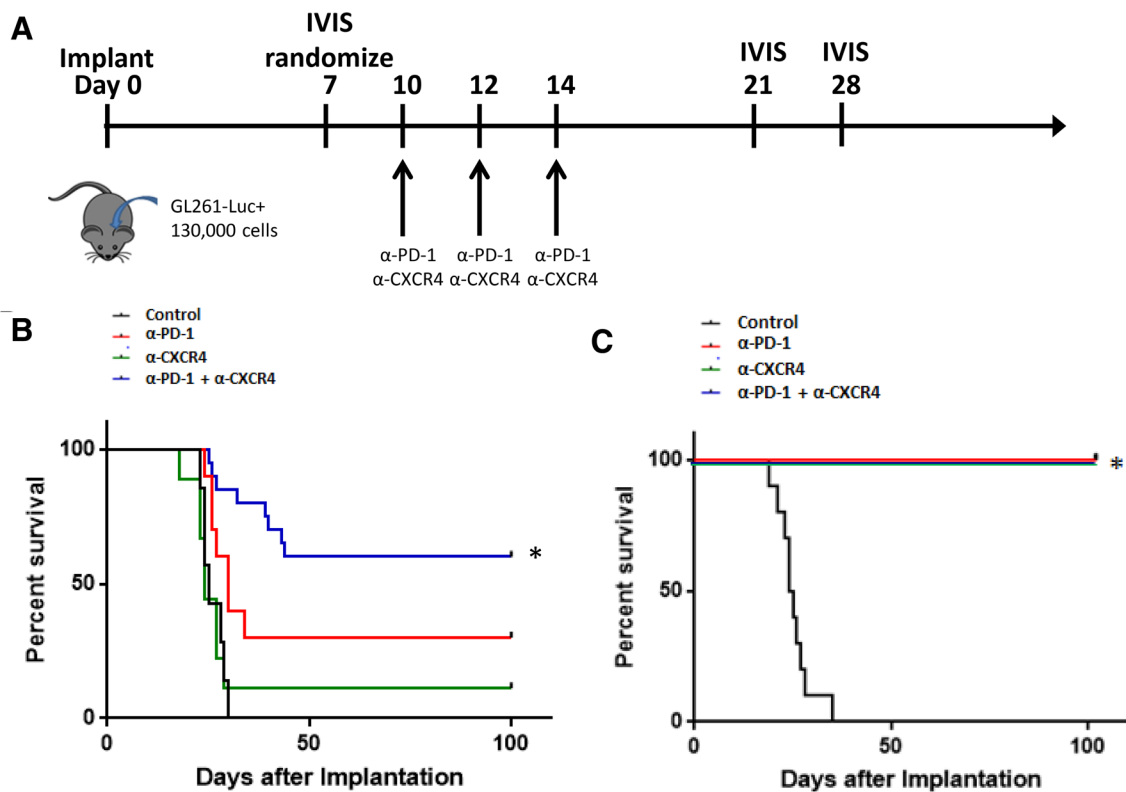 A
Implant
Day 0
IVIS
randomize
7
10
12
14
IVIS
21
IVIS
28
GL261-Luc+
130,000 cells
α-PD-1
α-CXCR4
α-PD-1
α-CXCR4
α-PD-1
α-CXCR4
B
Control
α-PD-1
α-CXCR4
α-PD-1 + α-CXCR4
Percent survival
100
50
0
*
0
50
100
Days after Implantation
C
Control
α-PD-1
α-CXCR4
α-PD-1 + α-CXCR4
Percent survival
100
50
0
*
0
50
100
Days after Implantation